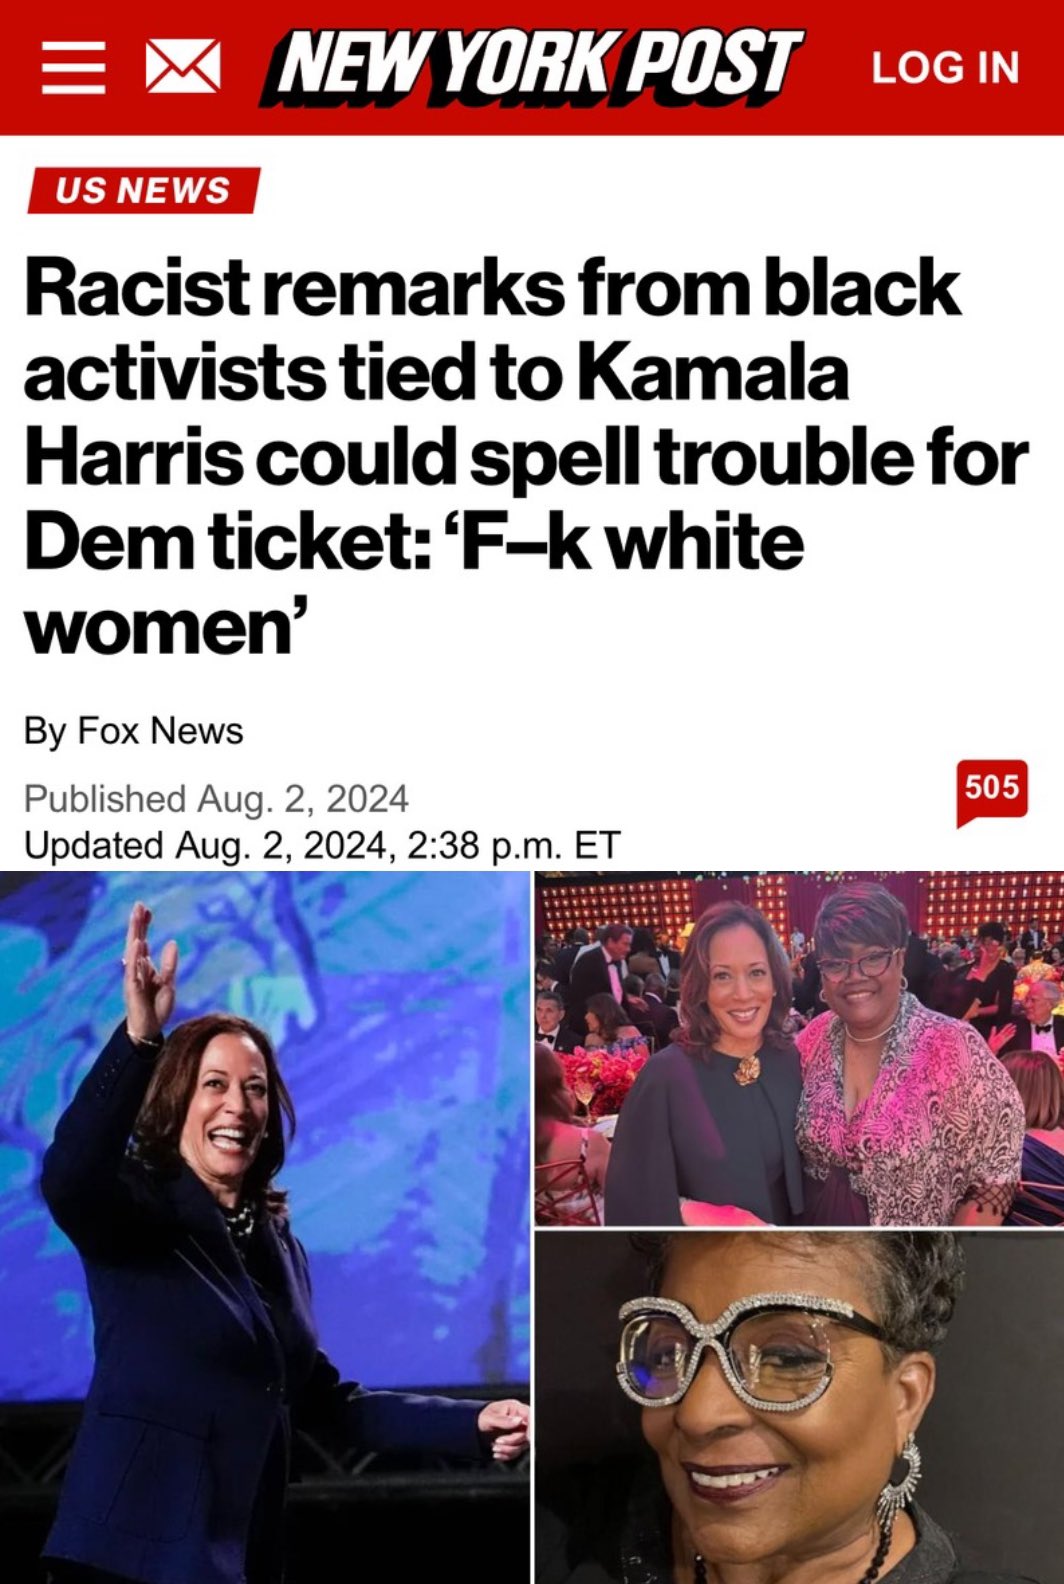 NEW YORK POST
LOG IN
US NEWS
Racist remarks from black
activists tied to Kamala
Harris could spell trouble for
Dem ticket: ‘F–k white
women’
By Fox News
Published Aug. 2, 2024
505
Updated Aug. 2, 2024, 2:38 p.m. ET